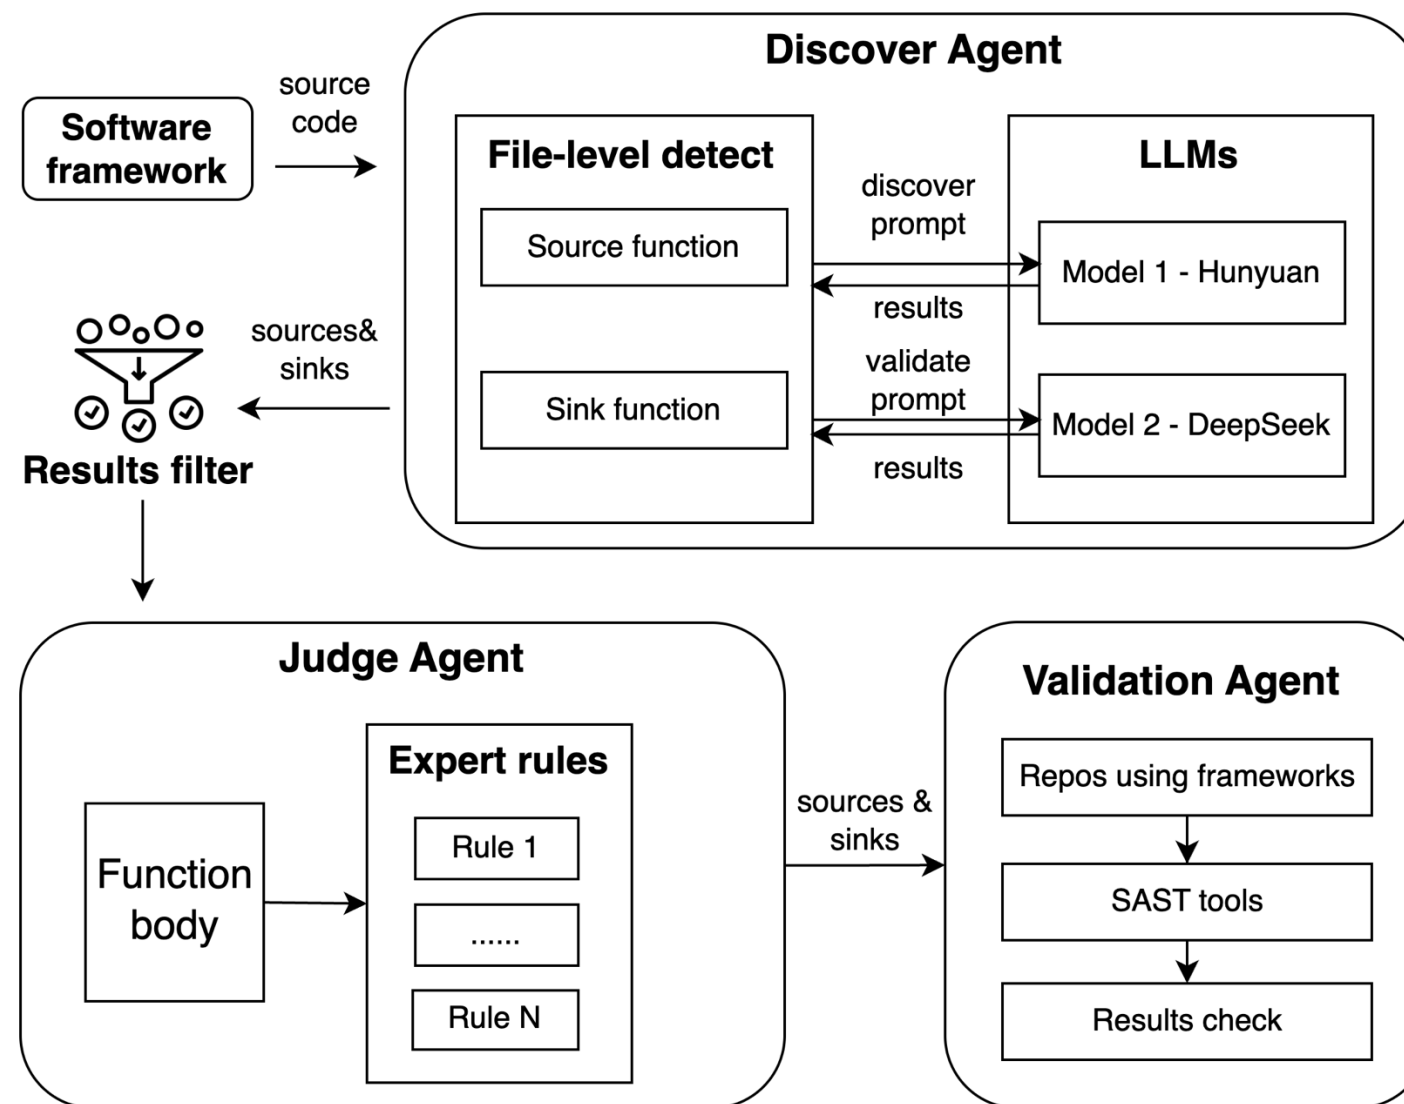 Discover Agent
source
code
Software
framework
File-level detect
Source function
Sink function
discover
prompt
results
validate
prompt
results
LLMs
Model 1 - Hunyuan
Model 2 - DeepSeek
sources&
sinks
Results filter
Judge Agent
Function
body
Expert rules
Rule 1
......
Rule N
sources &
sinks
Validation Agent
Repos using frameworks
SAST tools
Results check